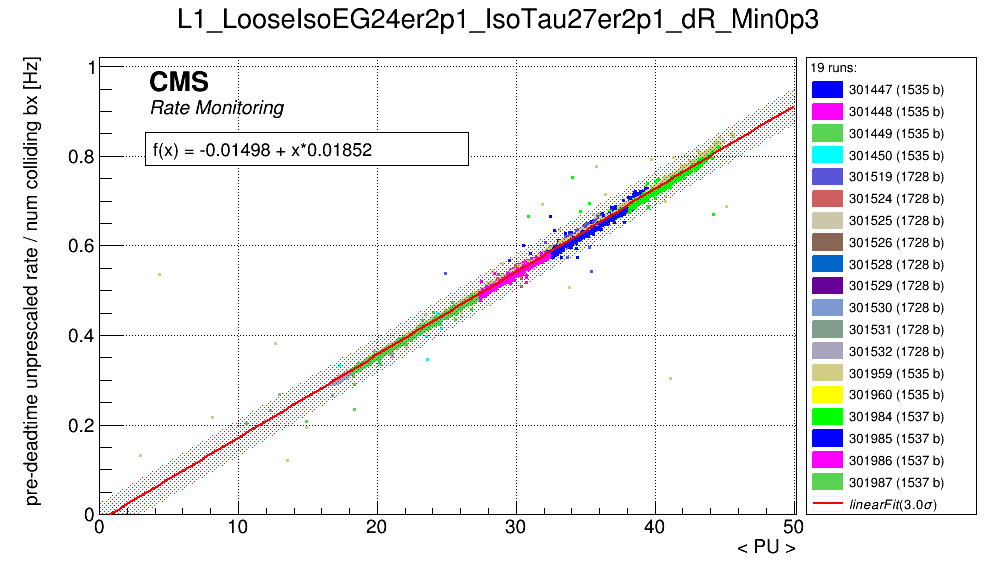 L1_LooseIsoEG24er2p1_IsoTau27er2p1_dR_Min0p3
pre-deadtime unprescaled rate / num colliding bx [Hz]
1
0.8
0.6
0.4
0.2
0
CMS
Rate Monitoring
f(x) = -0.01498 + x*0.01852
0 10 20 30 40 50
< PU >
19 runs:
301447 (1535 b)
301448 (1535 b)
301449 (1535 b)
301450 (1535 b)
301519 (1728 b)
301524 (1728 b)
301525 (1728 b)
301526 (1728 b)
301528 (1728 b)
301529 (1728 b)
301530 (1728 b)
301531 (1728 b)
301532 (1728 b)
301959 (1535 b)
301960 (1535 b)
301984 (1537 b)
301985 (1537 b)
301986 (1537 b)
301987 (1537 b)
linearFit(3.0σ)